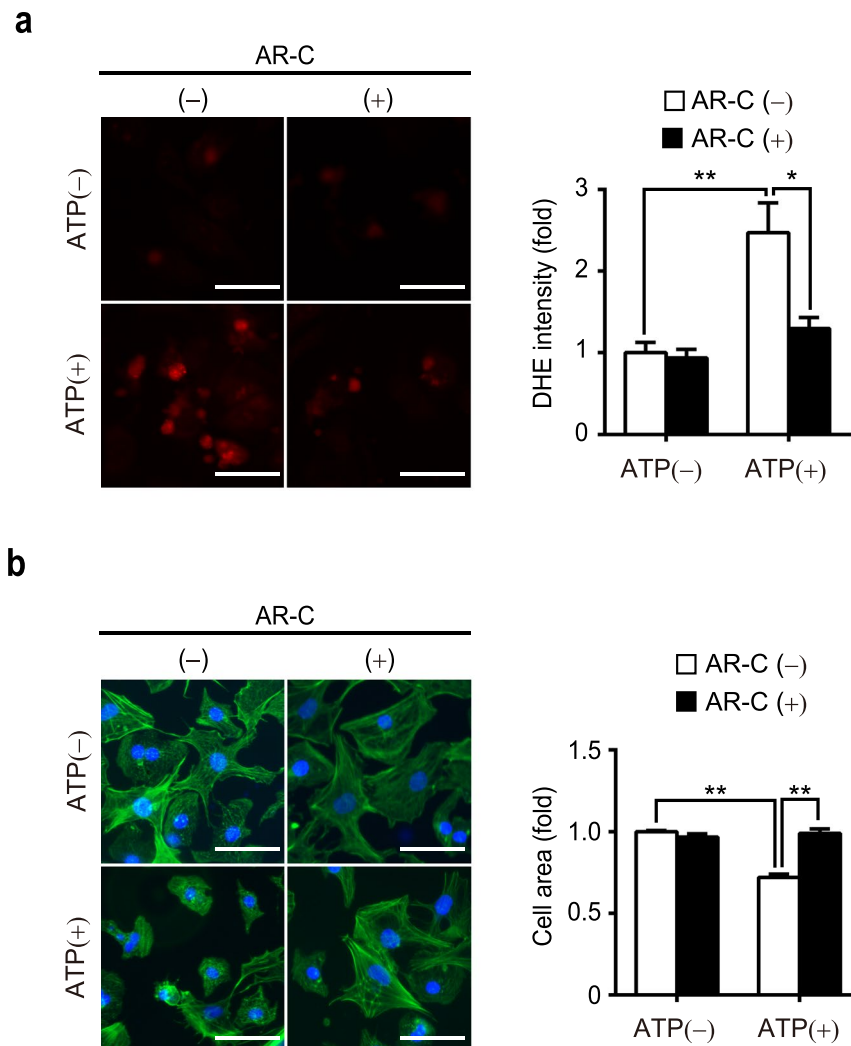 a
AR-C
(–) (+)
ATP(–)
ATP(+)
AR-C (–)
AR-C (+)
DHE intensity (fold)
3
2
1
0
** *
ATP(–) ATP(+)
b
AR-C
(–) (+)
ATP(–)
ATP(+)
AR-C (–)
AR-C (+)
Cell area (fold)
1.5
1.0
0.5
0
** **
ATP(–) ATP(+)